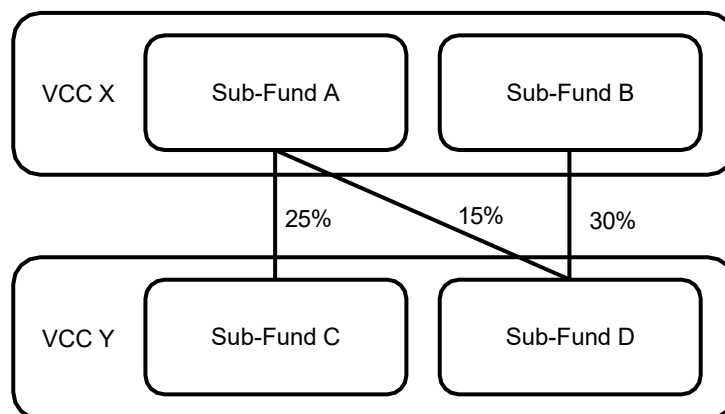 VCC X
Sub-Fund A
Sub-Fund B
25%
15%
30%
VCC Y
Sub-Fund C
Sub-Fund D